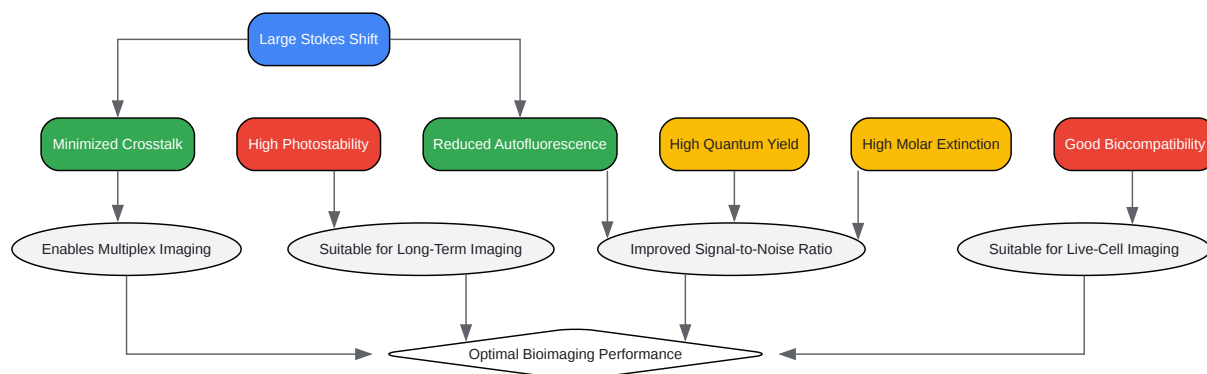 Large Stokes Shift
Minimized Crosstalk
High Photostability
Reduced Autofluorescence
High Quantum Yield
High Molar Extinction
Good Biocompatibility
Enables Multiplex Imaging
Suitable for Long-Term Imaging
Improved Signal-to-Noise Ratio
Suitable for Live-Cell Imaging
Optimal Bioimaging Performance